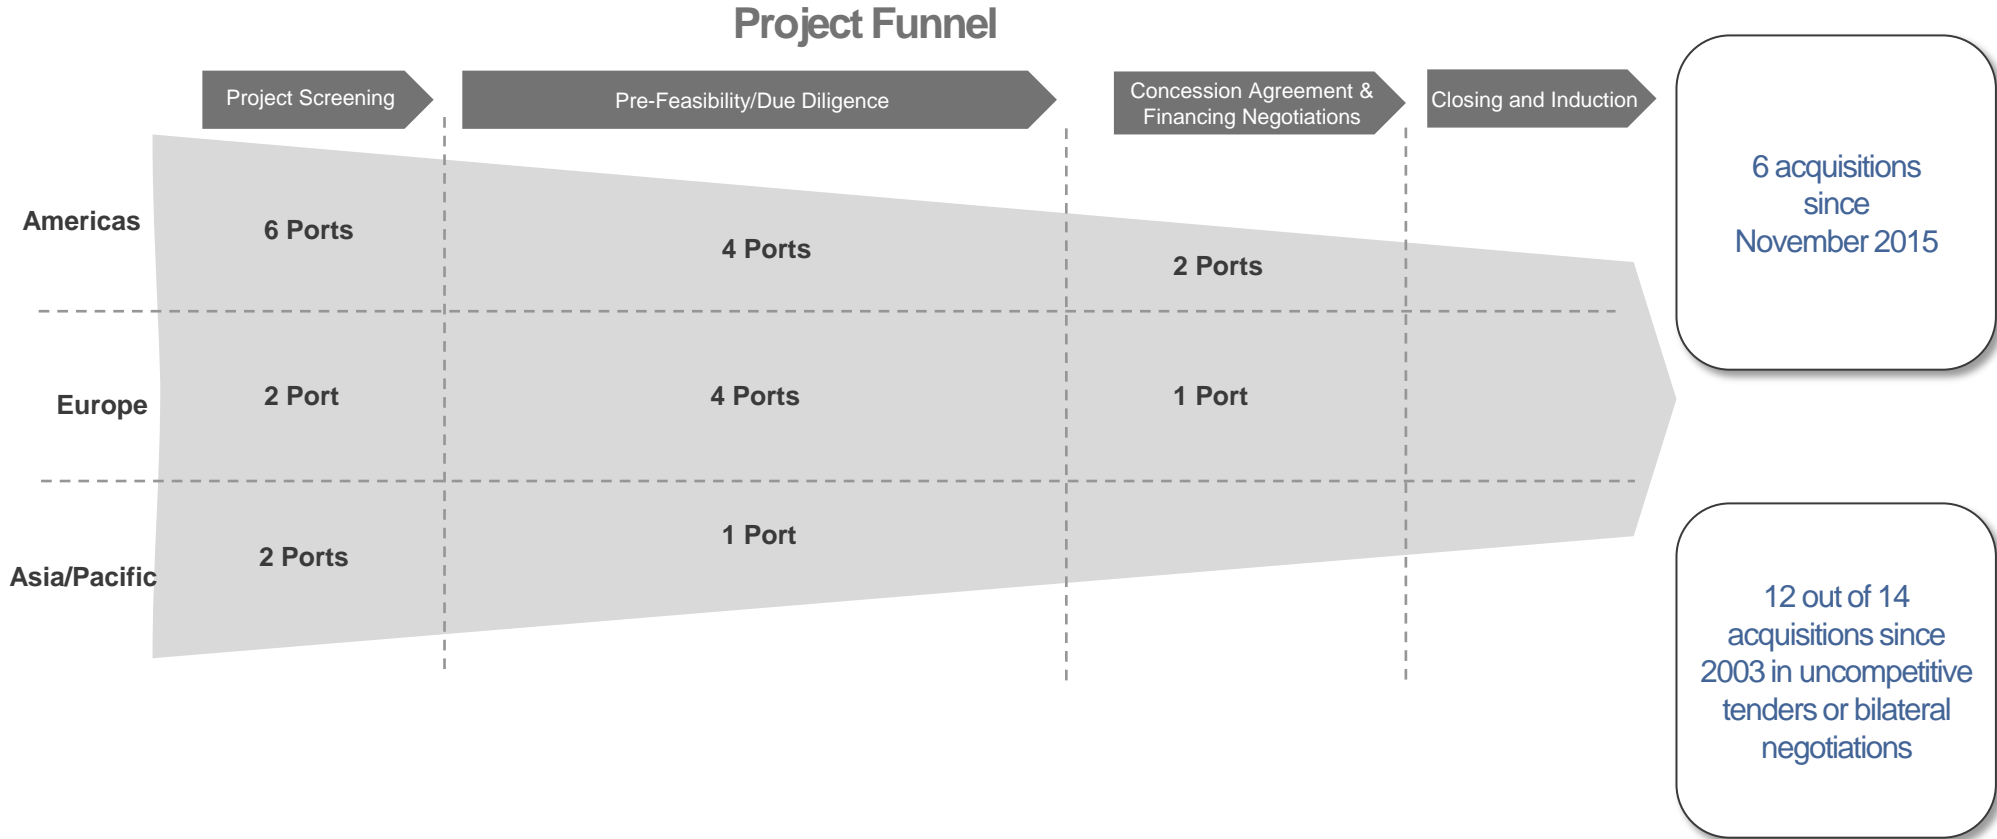 Project Funnel
Project Screening
Pre-Feasibility/Due Diligence
Concession Agreement &
Financing Negotiations
Closing and Induction
Americas
6 Ports
4 Ports
2 Ports
Europe
2 Port
4 Ports
1 Port
Asia/Pacific
2 Ports
1 Port
6 acquisitions
since
November 2015
12 out of 14
acquisitions since
2003 in uncompetitive
tenders or bilateral
negotiations